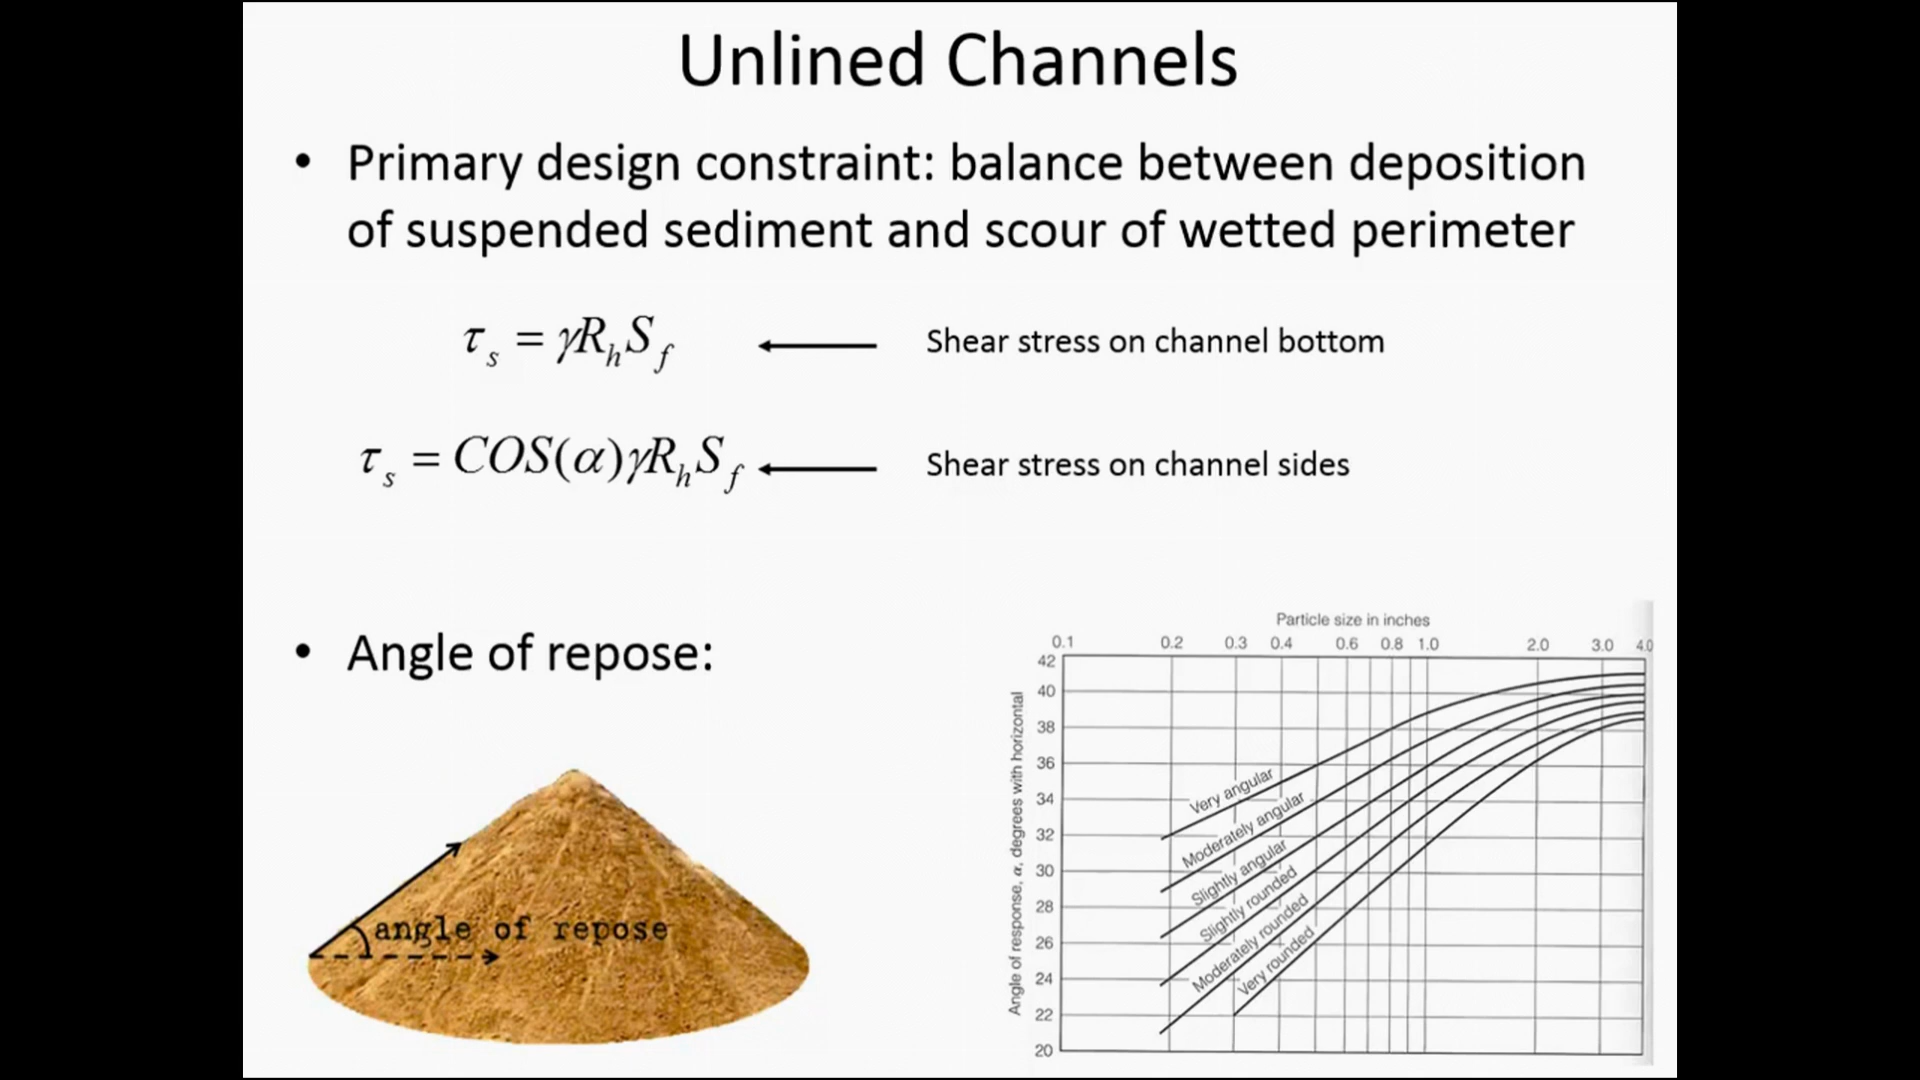 Unlined Channels
• Primary design constraint: balance between deposition
of suspended sediment and scour of wetted perimeter
τs = γRhSf
Shear stress on channel bottom
τs = COS(α)γRhSf
Shear stress on channel sides
• Angle of repose:
angle of repose
Particle size in inches
0.1 0.2 0.3 0.4 0.6 0.8 1.0 2.0 3.0 4.0
Angle of response, α, degrees with horizontal
42
40
38
36
34
32
30
28
26
24
22
20
Very angular
Moderately angular
Slightly angular
Slightly rounded
Moderately rounded
Very rounded